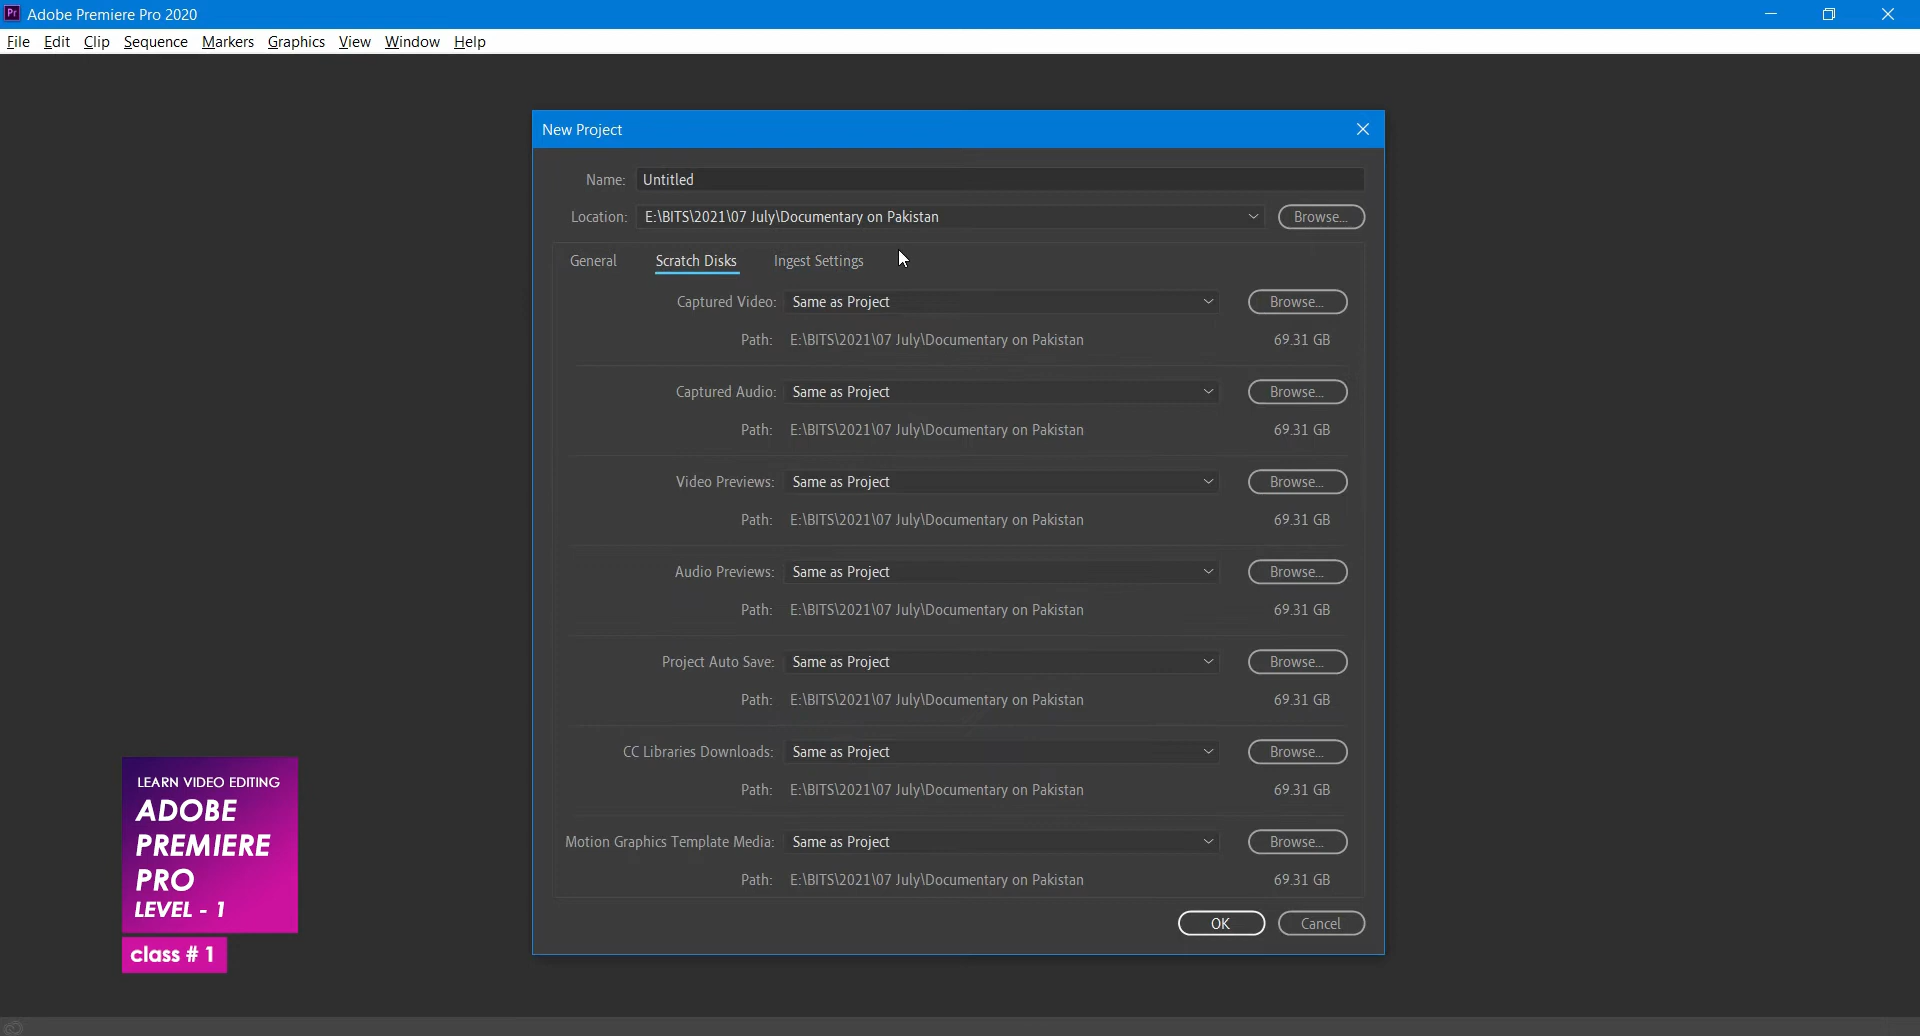 Pr Adobe Premiere Pro 2020
File Edit Clip Sequence Markers Graphics View Window Help
New Project
Name: Untitled
Location: E:\BITS\2021\07 July\Documentary on Pakistan Browse...
General Scratch Disks Ingest Settings
Captured Video: Same as Project Browse...
Path: E:\BITS\2021\07 July\Documentary on Pakistan 69.31 GB
Captured Audio: Same as Project Browse...
Path: E:\BITS\2021\07 July\Documentary on Pakistan 69.31 GB
Video Previews: Same as Project Browse...
Path: E:\BITS\2021\07 July\Documentary on Pakistan 69.31 GB
Audio Previews: Same as Project Browse...
Path: E:\BITS\2021\07 July\Documentary on Pakistan 69.31 GB
Project Auto Save: Same as Project Browse...
Path: E:\BITS\2021\07 July\Documentary on Pakistan 69.31 GB
CC Libraries Downloads: Same as Project Browse...
Path: E:\BITS\2021\07 July\Documentary on Pakistan 69.31 GB
Motion Graphics Template Media: Same as Project Browse...
Path: E:\BITS\2021\07 July\Documentary on Pakistan 69.31 GB
OK Cancel
LEARN VIDEO EDITING
ADOBE
PREMIERE
PRO
LEVEL - 1
class # 1